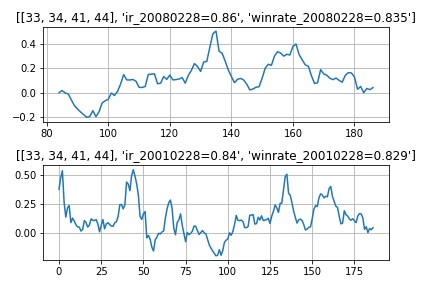 [[33, 34, 41, 44], 'ir_20080228=0.86', 'winrate_20080228=0.835']
0.4
0.2
0.0
−0.2
80 100 120 140 160 180
[[33, 34, 41, 44], 'ir_20010228=0.84', 'winrate_20010228=0.829']
0.50
0.25
0.00
0 25 50 75 100 125 150 175